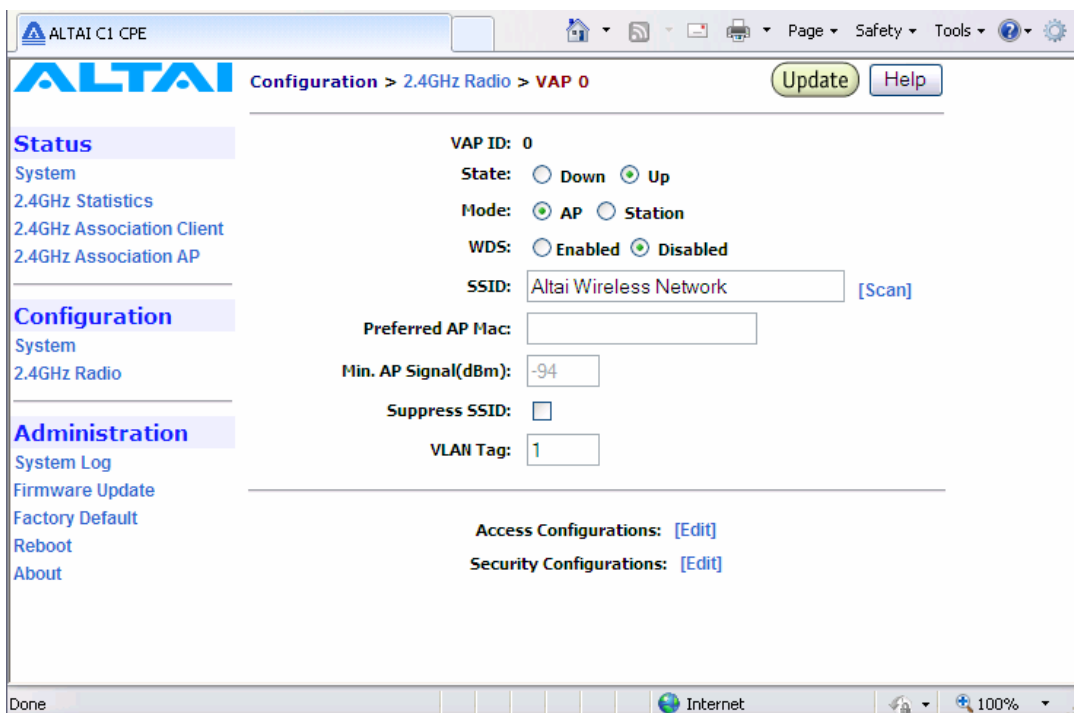 ALTAI C1 CPE
Page Safety Tools
ALTAI
Configuration > 2.4GHz Radio > VAP 0
Update Help
Status
System
2.4GHz Statistics
2.4GHz Association Client
2.4GHz Association AP
Configuration
System
2.4GHz Radio
Administration
System Log
Firmware Update
Factory Default
Reboot
About
VAP ID: 0
State: Down Up
Mode: AP Station
WDS: Enabled Disabled
SSID: Altai Wireless Network [Scan]
Preferred AP Mac:
Min. AP Signal(dBm): -94
Suppress SSID:
VLAN Tag: 1
Access Configurations: [Edit]
Security Configurations: [Edit]
Done Internet 100%